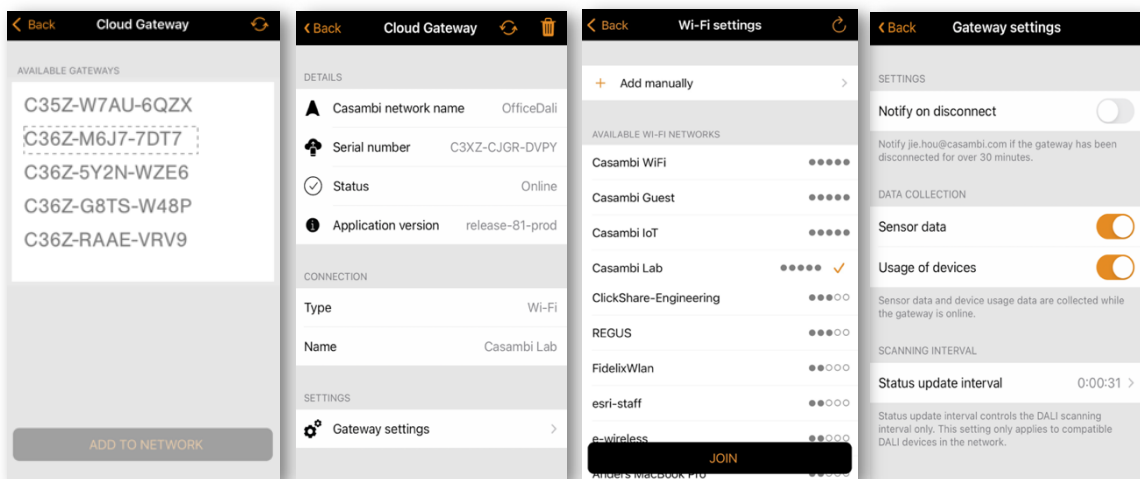 Back
Cloud Gateway
AVAILABLE GATEWAYS
C35Z-W7AU-6QZX
C36Z-M6J7-7DT7
C36Z-5Y2N-WZE6
C36Z-G8TS-W48P
C36Z-RAAE-VRV9
ADD TO NETWORK
Back
Cloud Gateway
DETAILS
Casambi network name OfficeDali
Serial number C3XZ-CJGR-DVPY
Status Online
Application version release-81-prod
CONNECTION
Type Wi-Fi
Name Casambi Lab
SETTINGS
Gateway settings
Back
Wi-Fi settings
+ Add manually
AVAILABLE WI-FI NETWORKS
Casambi WiFi
Casambi Guest
Casambi IoT
Casambi Lab
ClickShare-Engineering
REGUS
FidelixWlan
esri-staff
e-wireless
JOIN
Anders MacBook Pro
Back
Gateway settings
SETTINGS
Notify on disconnect
Notify jie.hou@casambi.com if the gateway has been
disconnected for over 30 minutes.
DATA COLLECTION
Sensor data
Usage of devices
Sensor data and device usage data are collected while
the gateway is online.
SCANNING INTERVAL
Status update interval 0:00:31
Status update interval controls the DALI scanning
interval only. This setting only applies to compatible
DALI devices in the network.